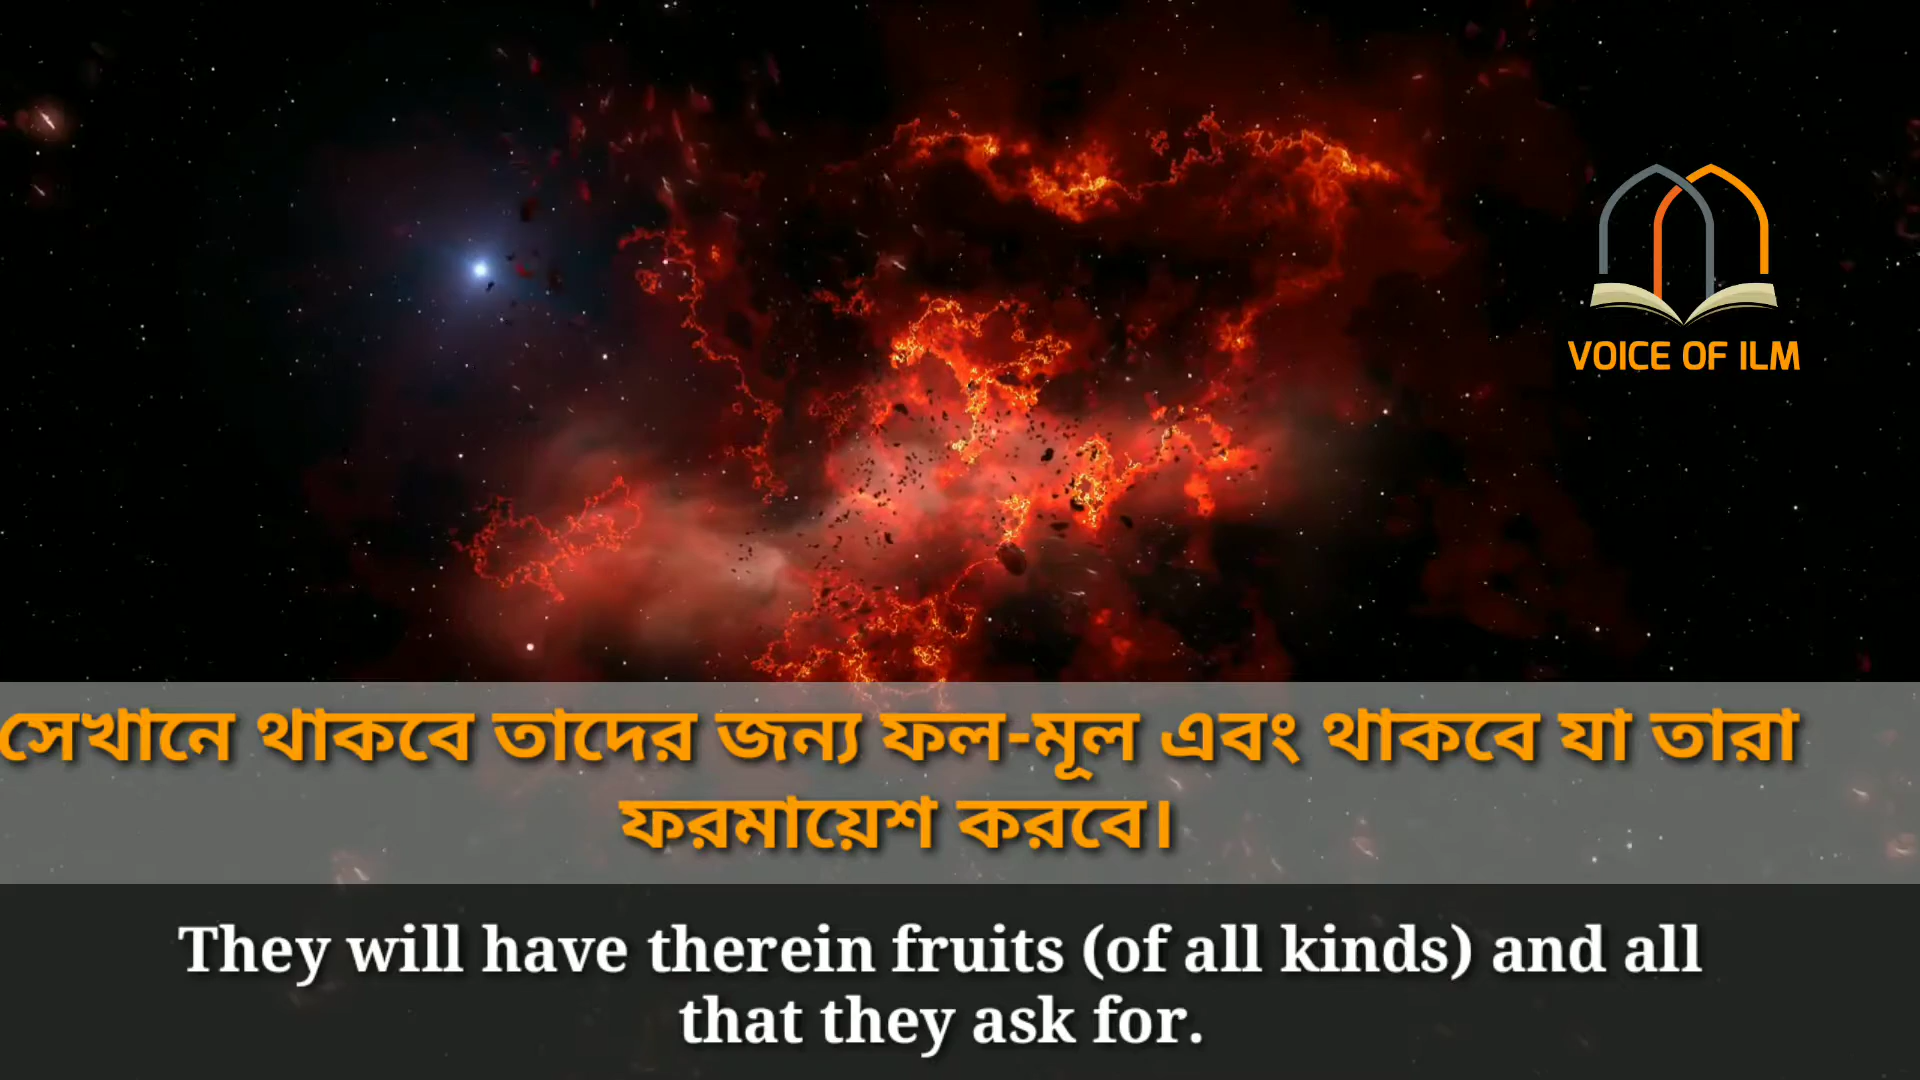 VOICE OF ILM
সেখানে থাকবে তাদের জন্য ফল-মূল এবং থাকবে যা তারা
ফরমায়েশ করবে।
They will have therein fruits (of all kinds) and all
that they ask for.